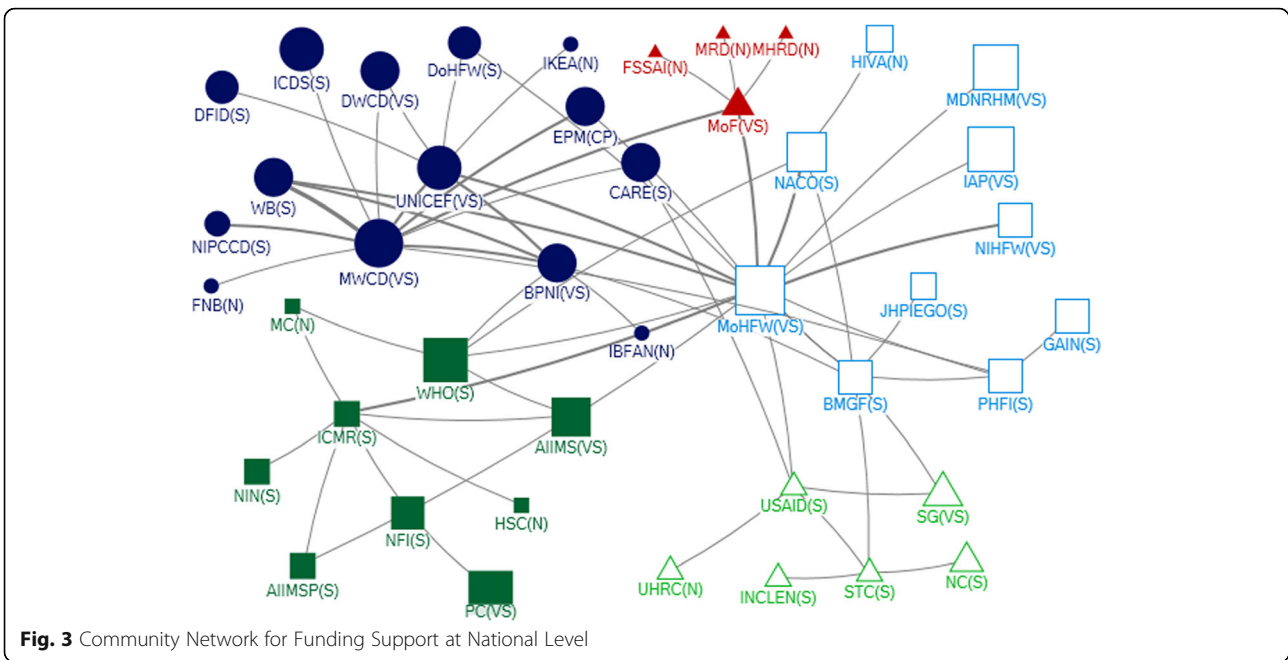 ICDS(S)
DoHFW(S)
IKEA(N)
MRD(N)
MHRD(N)
FSSAI(N)
HIVA(N)
DWCD(VS)
DFID(S)
MDNRHM(VS)
EPM(CP)
MoF(VS)
UNICEF(VS)
CARE(S)
NACO(S)
IAP(VS)
WB(S)
NIPCCD(S)
NIHFW(VS)
MWCD(VS)
FNB(N)
BPNI(VS)
MC(N)
MoHFW(VS)
JHPIEGO(S)
GAIN(S)
IBFAN(N)
WHO(S)
BMGF(S)
PHFI(S)
ICMR(S)
AIIMS(VS)
NIN(S)
HSC(N)
USAID(S)
SG(VS)
NFI(S)
AIIMSP(S)
PC(VS)
UHRC(N)
INCLEN(S)
STC(S)
NC(S)
Fig. 3 Community Network for Funding Support at National Level